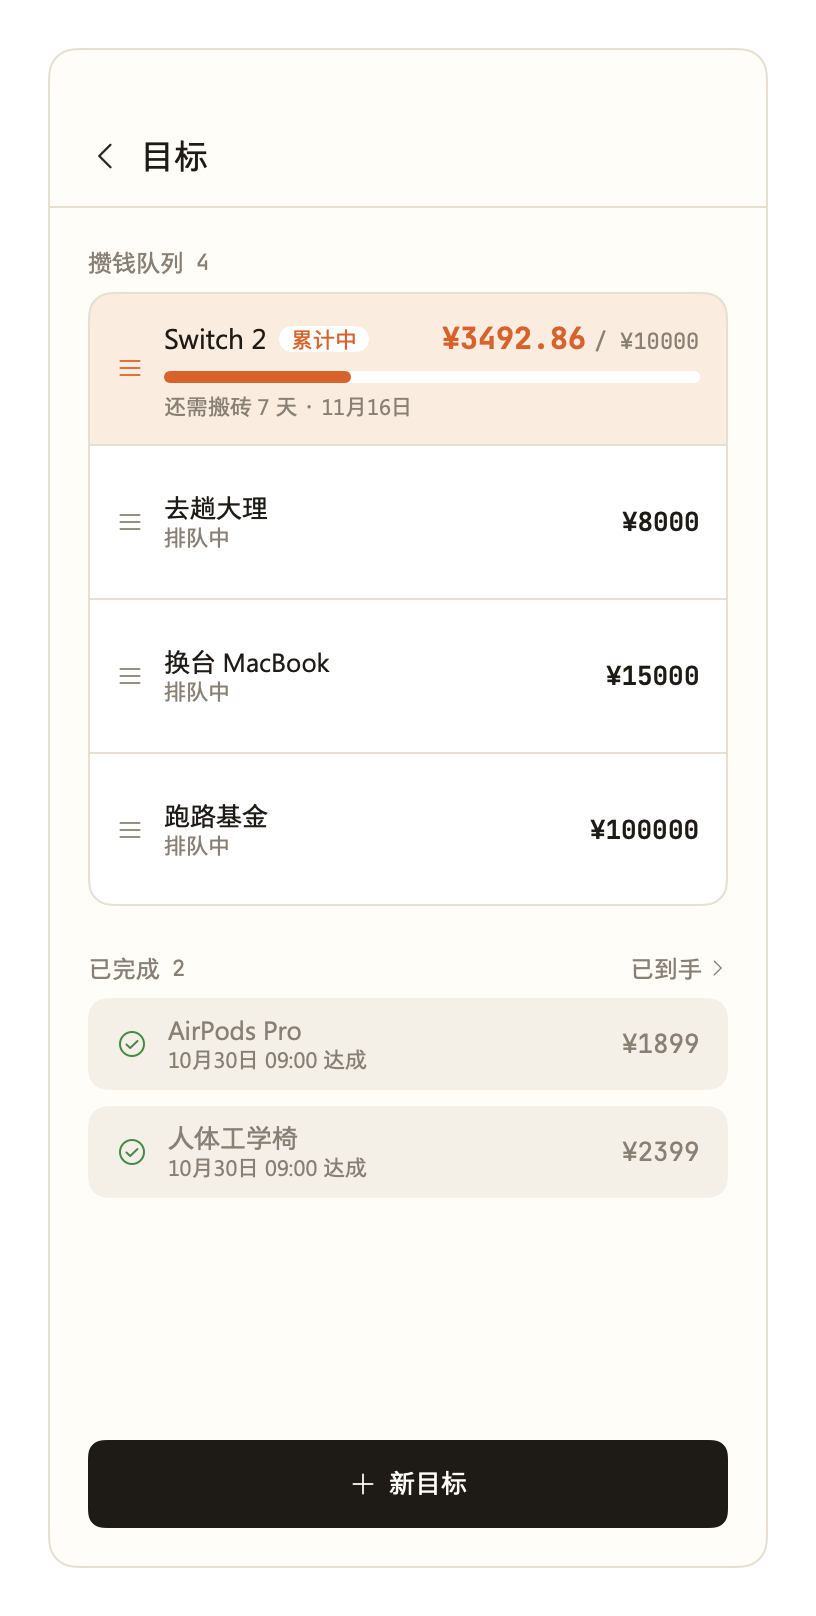 目标
攒钱队列 4
Switch 2 累计中 ¥3492.86 / ¥10000
还需搬砖 7 天 · 11月16日
去趟大理 ¥8000
排队中
换台 MacBook ¥15000
排队中
跑路基金 ¥100000
排队中
已完成 2 已到手
AirPods Pro ¥1899
10月30日 09:00 达成
人体工学椅 ¥2399
10月30日 09:00 达成
新目标